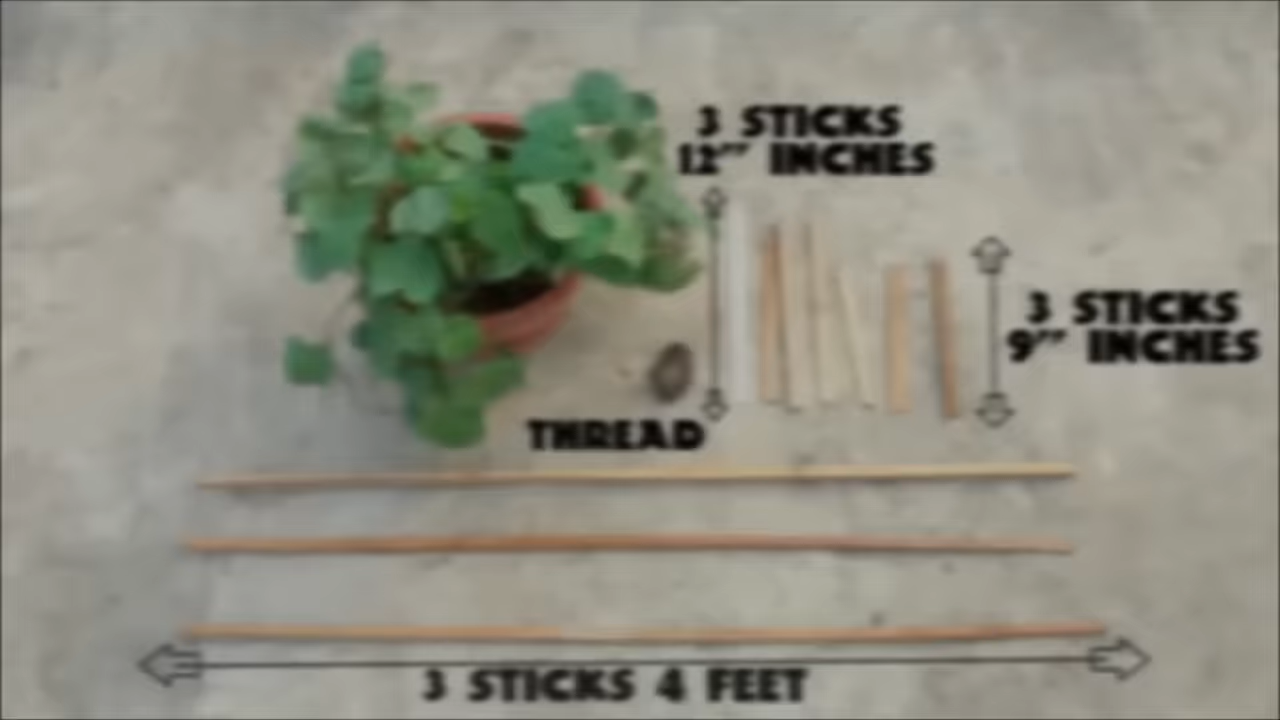 3 STICKS
12" INCHES
3 STICKS
9" INCHES
THREAD
3 STICKS 4 FEET